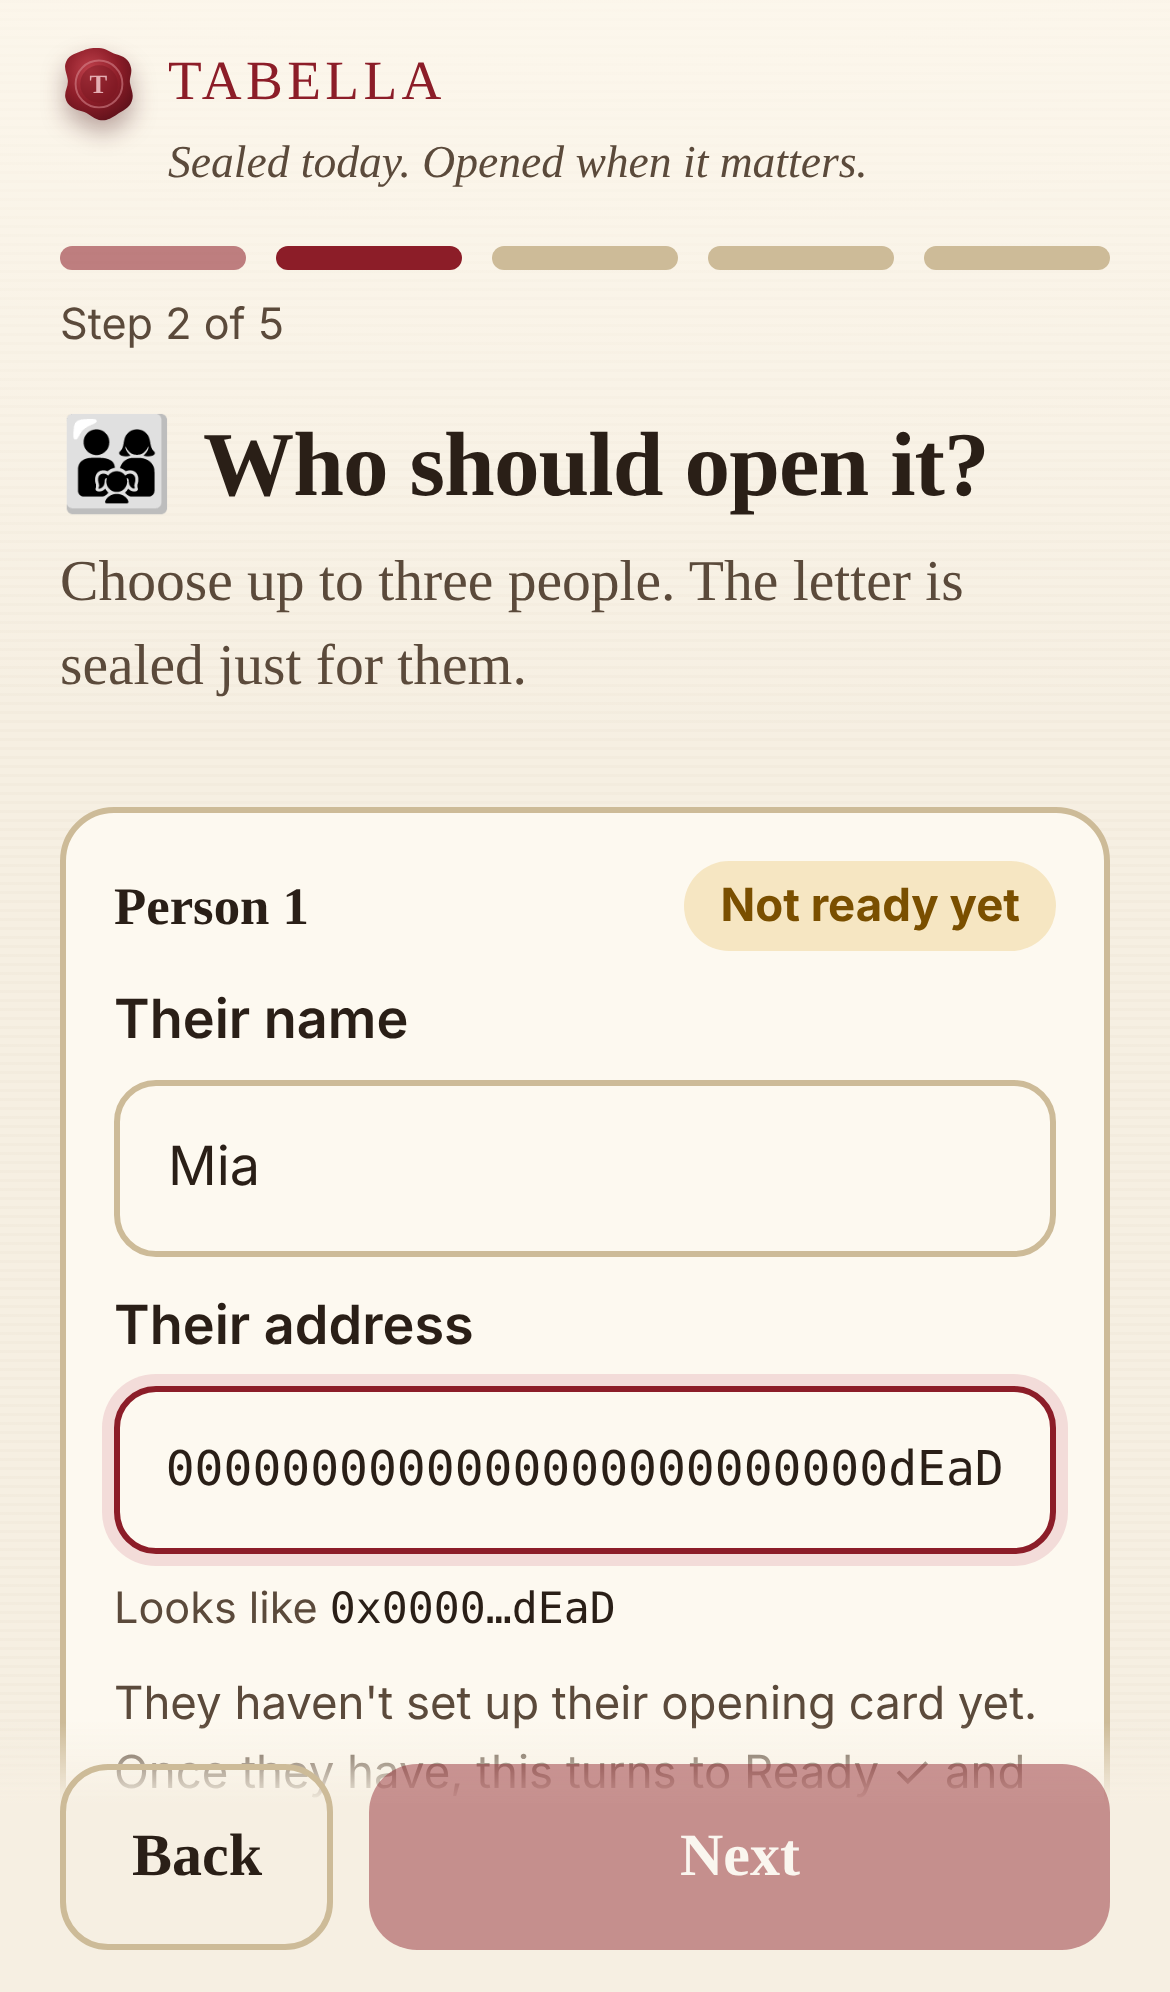 T
TABELLA
Sealed today. Opened when it matters.
Step 2 of 5
Who should open it?
Choose up to three people. The letter is
sealed just for them.
Person 1
Not ready yet
Their name
Mia
Their address
0000000000000000000000000dEaD
Looks like 0x0000…dEaD
They haven't set up their opening card yet.
Once they have, this turns to Ready ✓ and
Back
Next